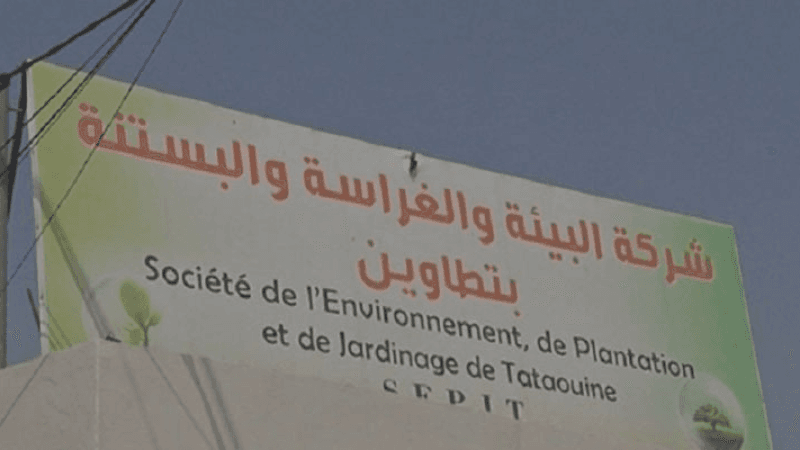 شركة البيئة والغراسة والبستنة
بتطاوين
Société de l'Environnement, de Plantation
et de Jardinage de Tataouine